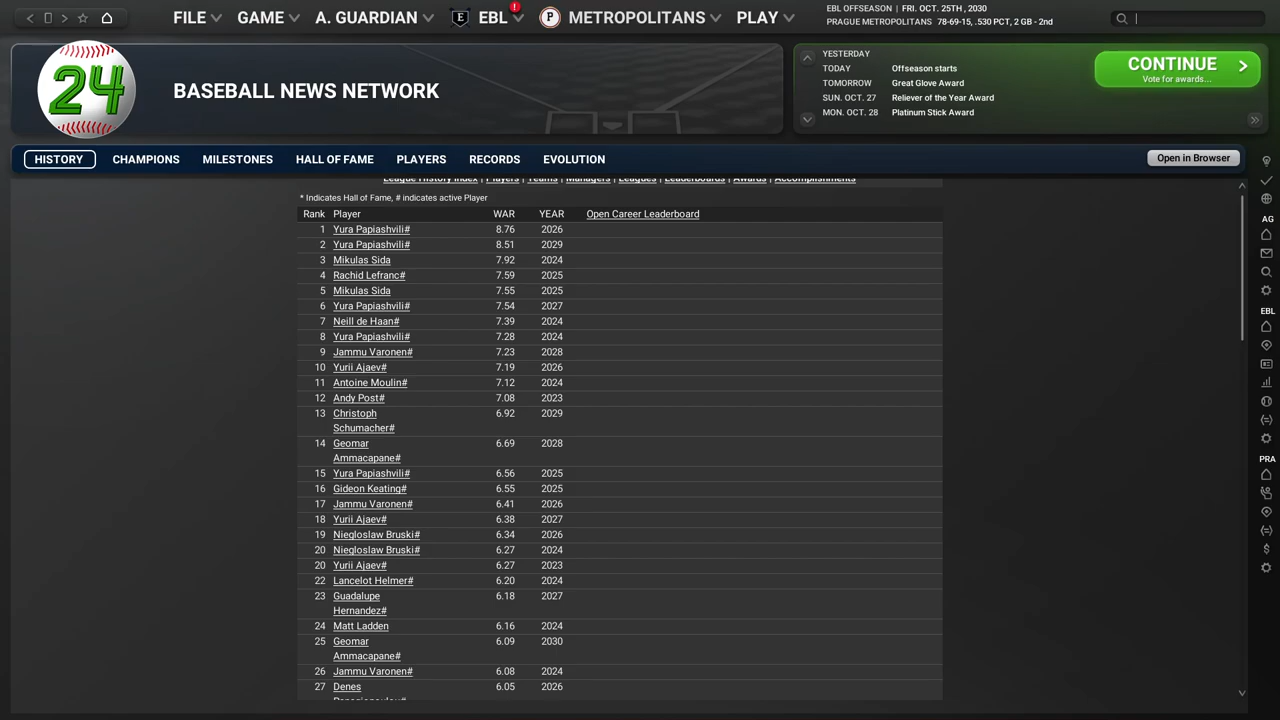 FILE GAME A. GUARDIAN E EBL ! P METROPOLITANS PLAY
EBL OFFSEASON | FRI. OCT. 25TH, 2030
PRAGUE METROPOLITANS 78-69-15, .530 PCT, 2 GB - 2nd
24
BASEBALL NEWS NETWORK
YESTERDAY
TODAY Offseason starts
TOMORROW Great Glove Award
SUN. OCT. 27 Reliever of the Year Award
MON. OCT. 28 Platinum Stick Award
CONTINUE
Vote for awards...
HISTORY CHAMPIONS MILESTONES HALL OF FAME PLAYERS RECORDS EVOLUTION
Open in Browser
League History Index | Players | Teams | Managers | Leagues | Leaderboards | Awards | Accomplishments
* Indicates Hall of Fame, # indicates active Player
Rank Player WAR YEAR Open Career Leaderboard
1 Yura Papiashvili# 8.76 2026
2 Yura Papiashvili# 8.51 2029
3 Mikulas Sida 7.92 2024
4 Rachid Lefranc# 7.59 2025
5 Mikulas Sida 7.55 2025
6 Yura Papiashvili# 7.54 2027
7 Neill de Haan# 7.39 2024
8 Yura Papiashvili# 7.28 2024
9 Jammu Varonen# 7.23 2028
10 Yurii Ajaev# 7.19 2026
11 Antoine Moulin# 7.12 2024
12 Andy Post# 7.08 2023
13 Christoph 6.92 2029
Schumacher#
14 Geomar 6.69 2028
Ammacapane#
15 Yura Papiashvili# 6.56 2025
16 Gideon Keating# 6.55 2025
17 Jammu Varonen# 6.41 2026
18 Yurii Ajaev# 6.38 2027
19 Niegloslaw Bruski# 6.34 2026
20 Niegloslaw Bruski# 6.27 2024
20 Yurii Ajaev# 6.27 2023
22 Lancelot Helmer# 6.20 2024
23 Guadalupe 6.18 2027
Hernandez#
24 Matt Ladden 6.16 2024
25 Geomar 6.09 2030
Ammacapane#
26 Jammu Varonen# 6.08 2024
27 Denes 6.05 2026
AG
EBL
PRA